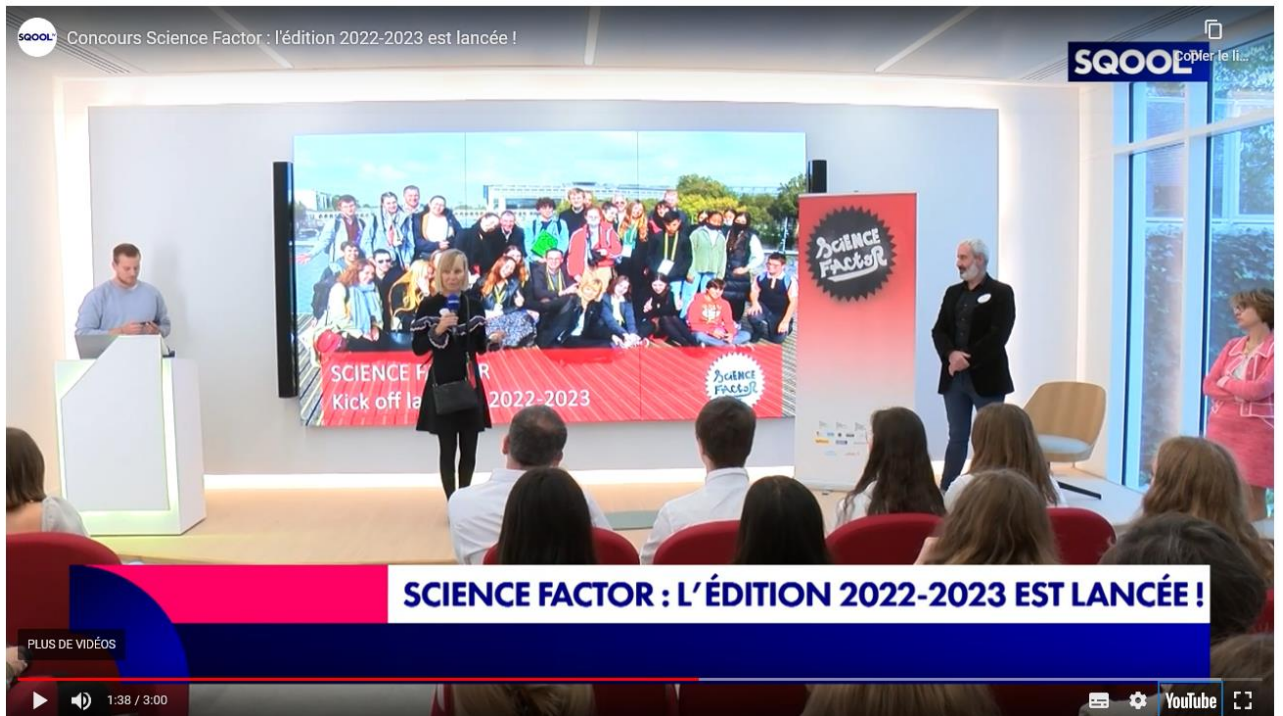 SQOOL TV
Concours Science Factor : l'édition 2022-2023 est lancée !
SQOOL
Copier le li...
SCIENCE
FACTOR
SCIENCE F R
Kick off la 2022-2023
SCIENCE
FACTOR
SCIENCE FACTOR : L'ÉDITION 2022-2023 EST LANCÉE !
PLUS DE VIDÉOS
1:38 / 3:00
YouTube